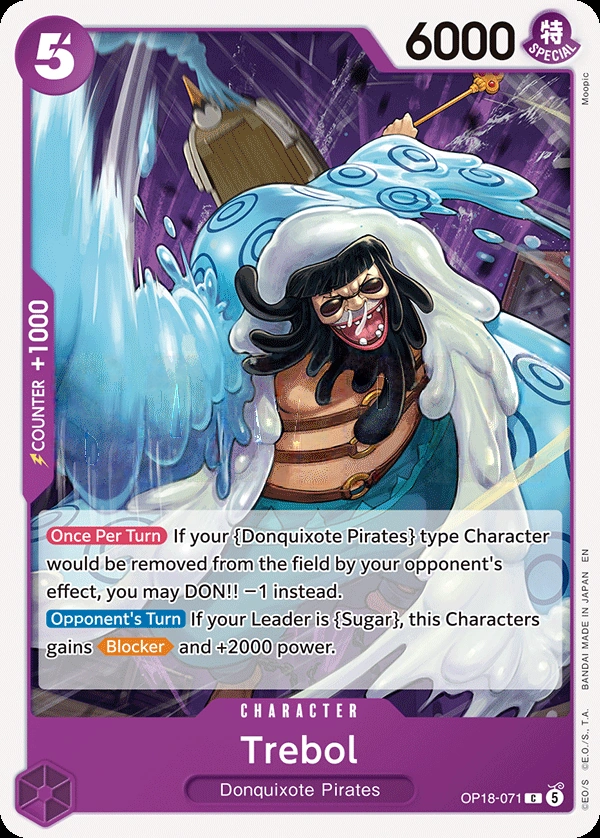 5
6000
特
SPECIAL
Moopic
COUNTER +1000
Once Per Turn If your {Donquixote Pirates} type Character
would be removed from the field by your opponent's
effect, you may DON!! −1 instead.
Opponent's Turn If your Leader is {Sugar}, this Characters
gains Blocker and +2000 power.
CHARACTER
Trebol
Donquixote Pirates
OP18-071 C 5
©E.O/S ©E.O./S., T.A. BANDAI MADE IN JAPAN EN